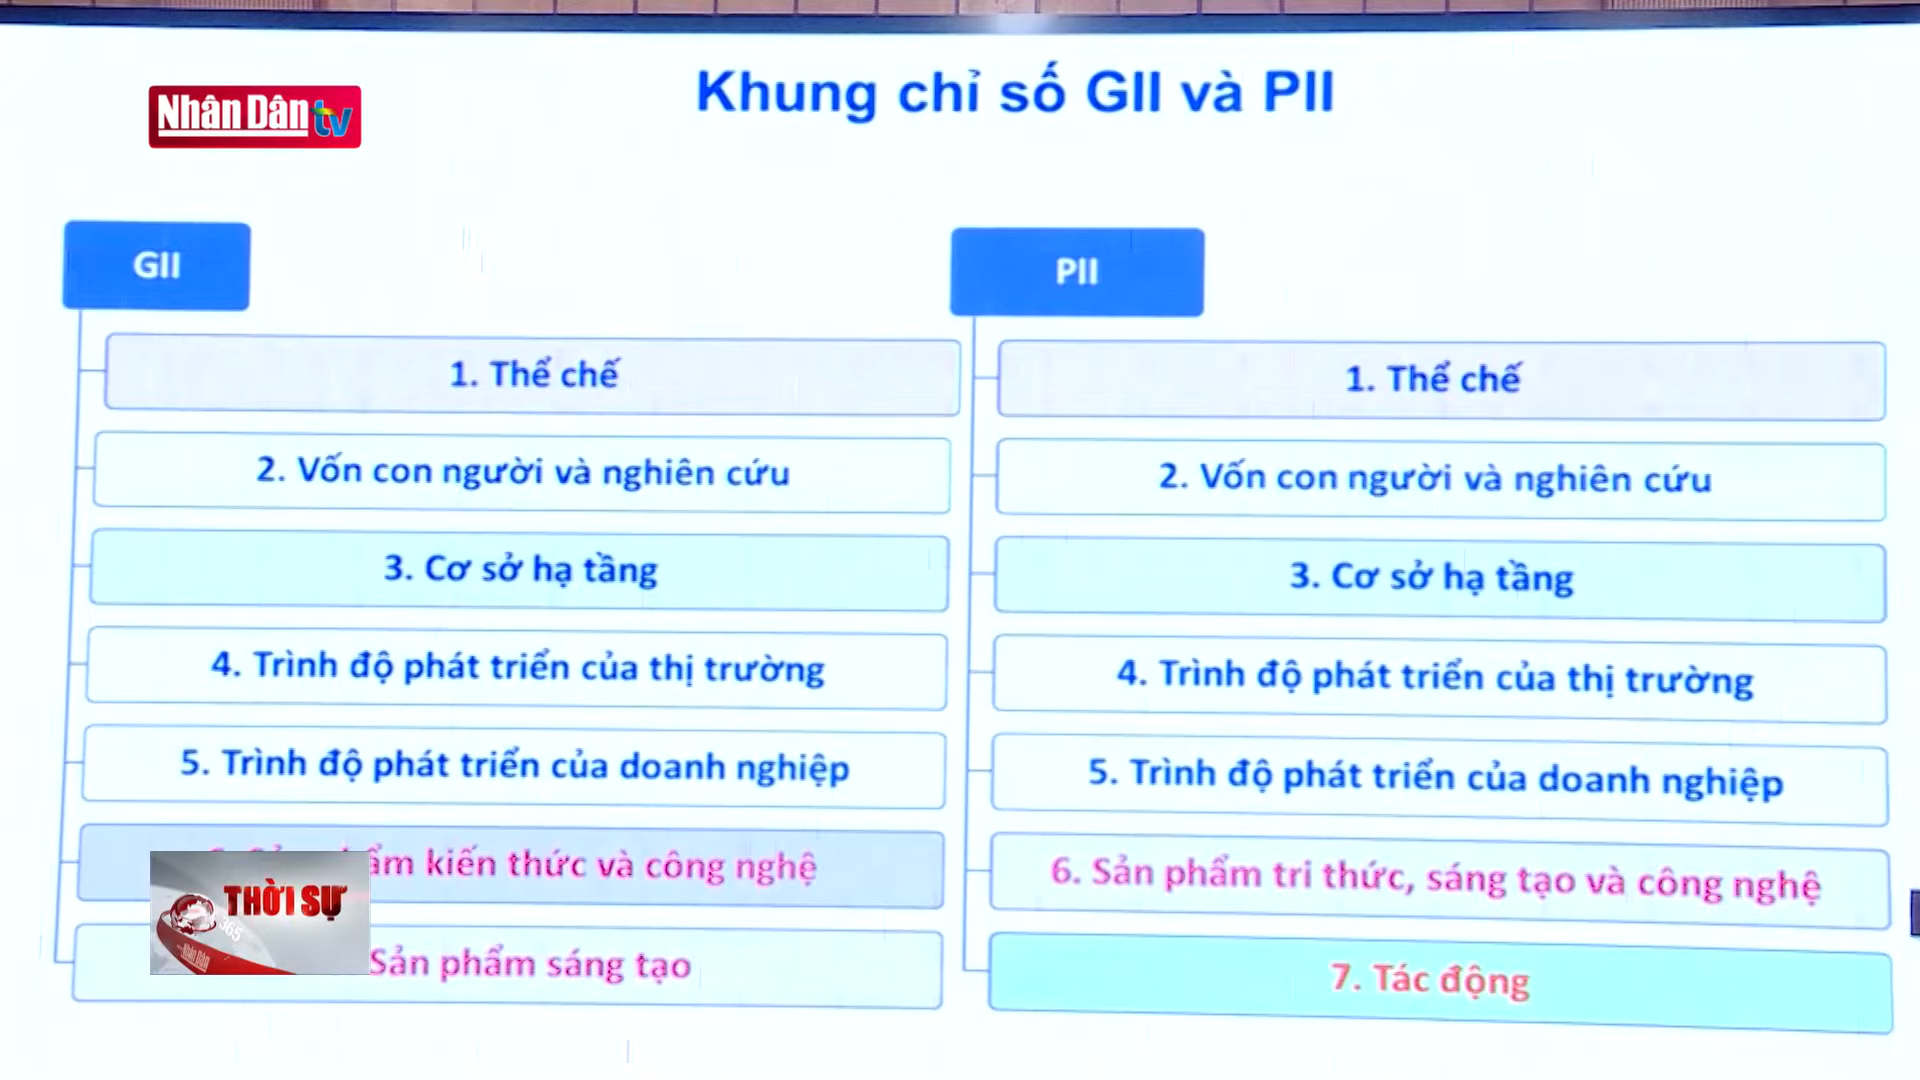 Khung chỉ số GII và PII
Nhân Dân tv
GII
1. Thể chế
2. Vốn con người và nghiên cứu
3. Cơ sở hạ tầng
4. Trình độ phát triển của thị trường
5. Trình độ phát triển của doanh nghiệp
kiến thức và công nghệ
Sản phẩm sáng tạo
PII
1. Thể chế
2. Vốn con người và nghiên cứu
3. Cơ sở hạ tầng
4. Trình độ phát triển của thị trường
5. Trình độ phát triển của doanh nghiệp
6. Sản phẩm tri thức, sáng tạo và công nghệ
7. Tác động
THỜI SỰ
365
Nhân Dân